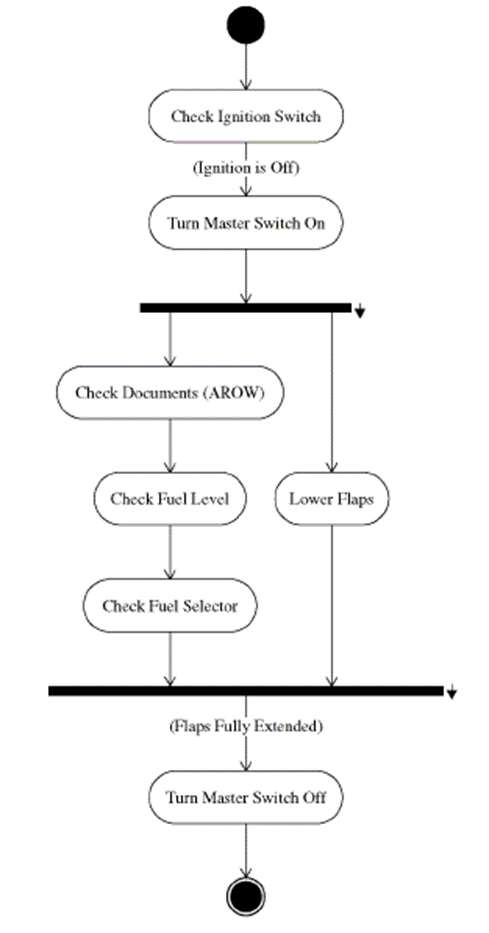 Check Ignition Switch
(Ignition is Off)
Turn Master Switch On
Check Documents (AROW)
Check Fuel Level
Lower Flaps
Check Fuel Selector
(Flaps Fully Extended)
Turn Master Switch Off